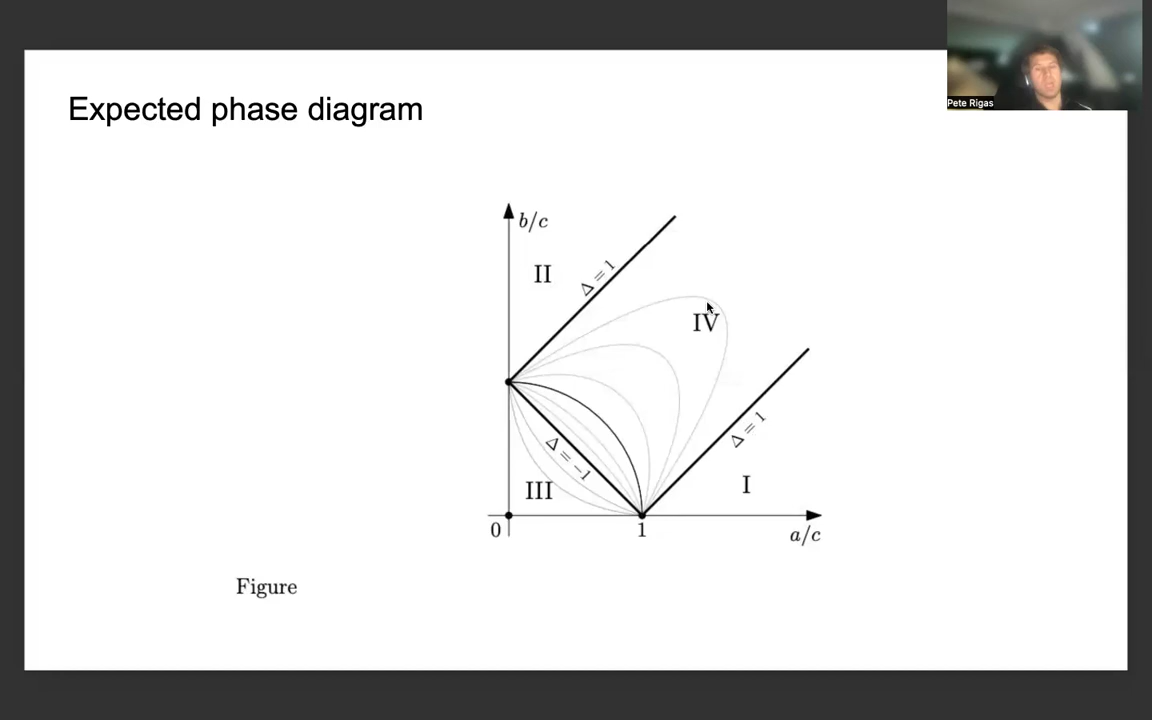 Pete Rigas
Expected phase diagram
b/c
II
Δ = 1
IV
Δ = −1
Δ = 1
III
I
0
1
a/c
Figure